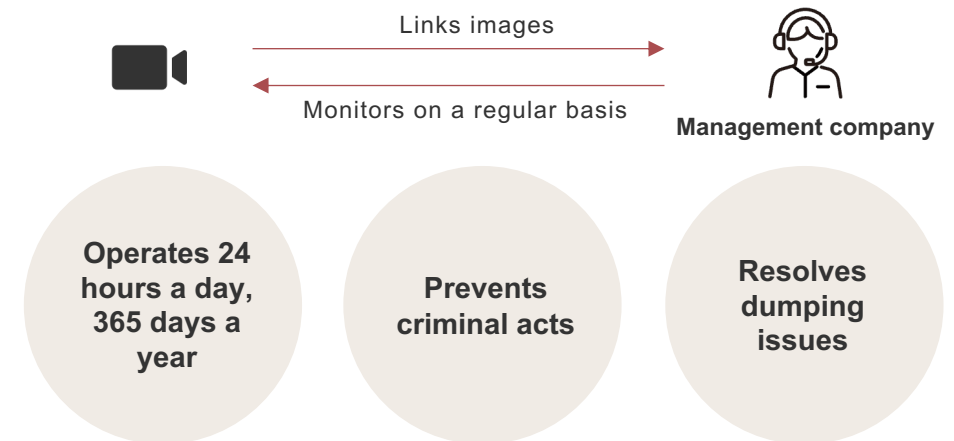 Links images
Monitors on a regular basis
Management company
Operates 24
hours a day,
365 days a
year
Prevents
criminal acts
Resolves
dumping
issues